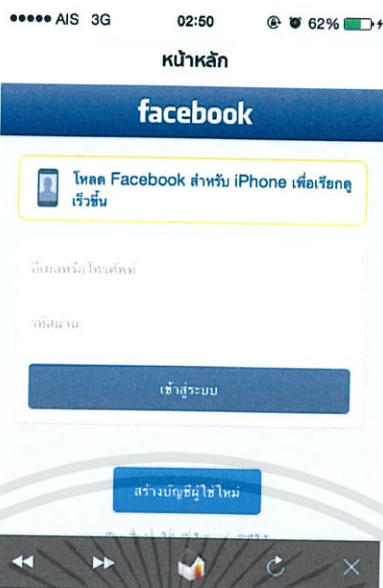 AIS 3G 02:50 62%
หน้าหลัก
facebook
โหลด Facebook สำหรับ iPhone เพื่อเรียกดู
เร็วขึ้น
อีเมลหรือโทรศัพท์
รหัสผ่าน
เข้าสู่ระบบ
สร้างบัญชีผู้ใช้ใหม่